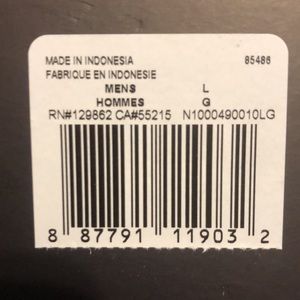 MADE IN INDONESIA 85486
FABRIQUE EN INDONESIE
MENS L
HOMMES G
RN#129862 CA#55215 N1000490010LG
8 87791 11903 2